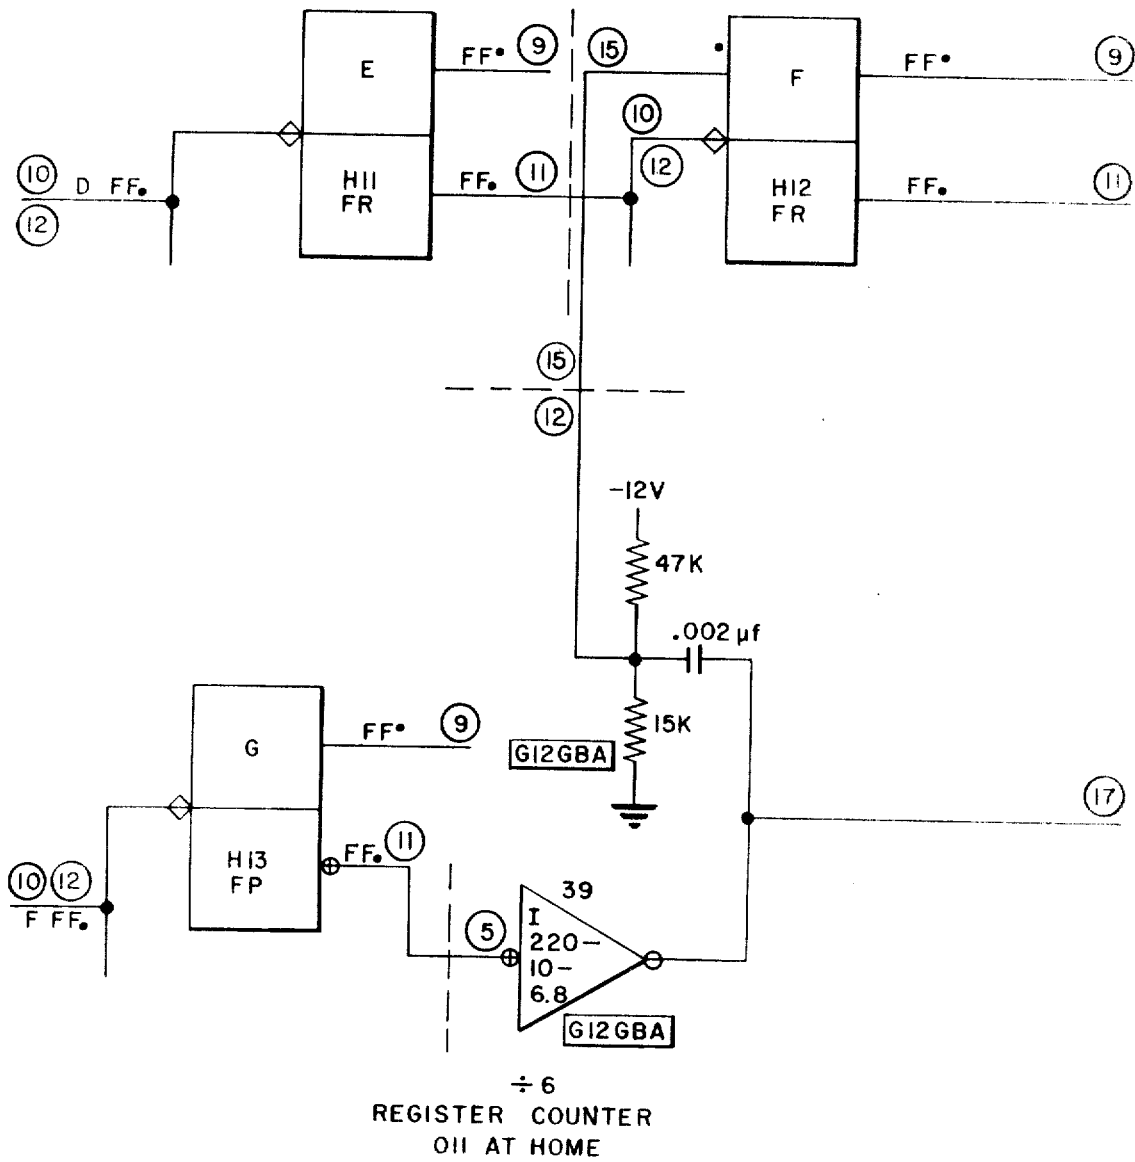 E
FF• 9
15
F
FF• 9
10
12
10 D FF.
12
H11
FR
FF. 11
H12
FR
FF. 11
15
12
-12V
47K
.002 µf
15K
G12GBA
G
FF• 9
17
H13
FP
FF. 11
10 12
F FF.
5
39
I
220-
10-
6.8
G12GBA
÷6
REGISTER COUNTER
011 AT HOME